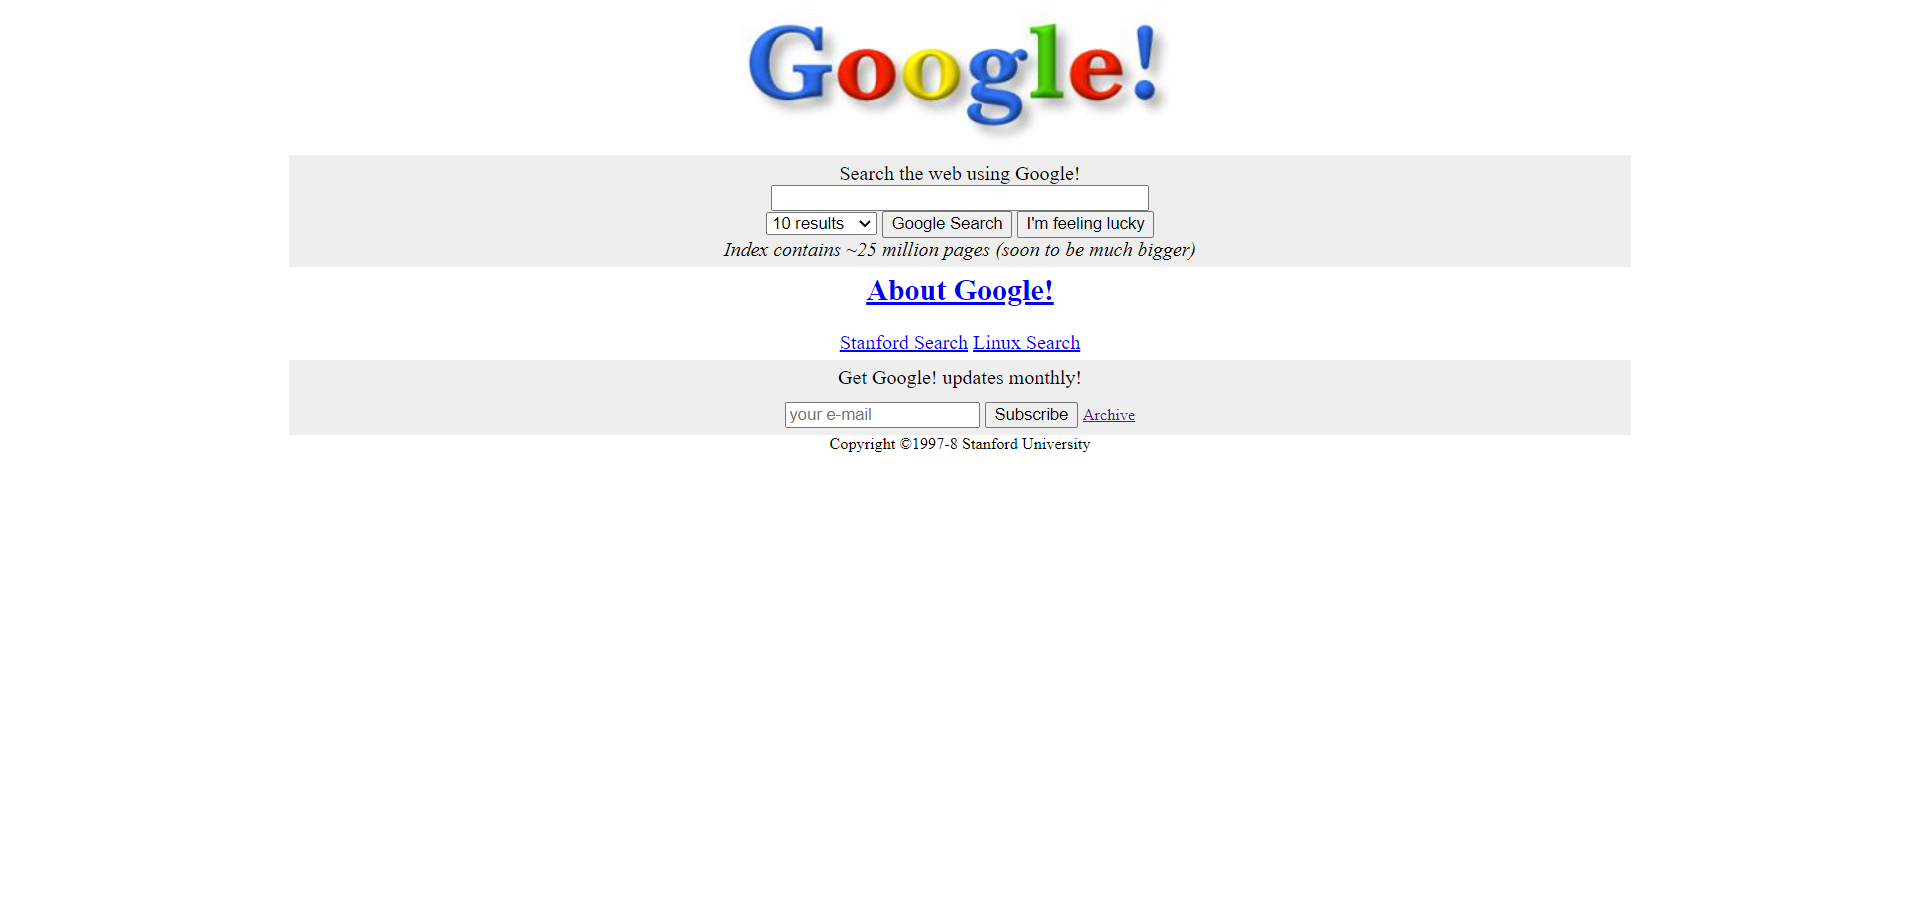 Google!
Search the web using Google!
10 results Google Search I'm feeling lucky
Index contains ~25 million pages (soon to be much bigger)
About Google!
Stanford Search Linux Search
Get Google! updates monthly!
your e-mail Subscribe Archive
Copyright ©1997-8 Stanford University